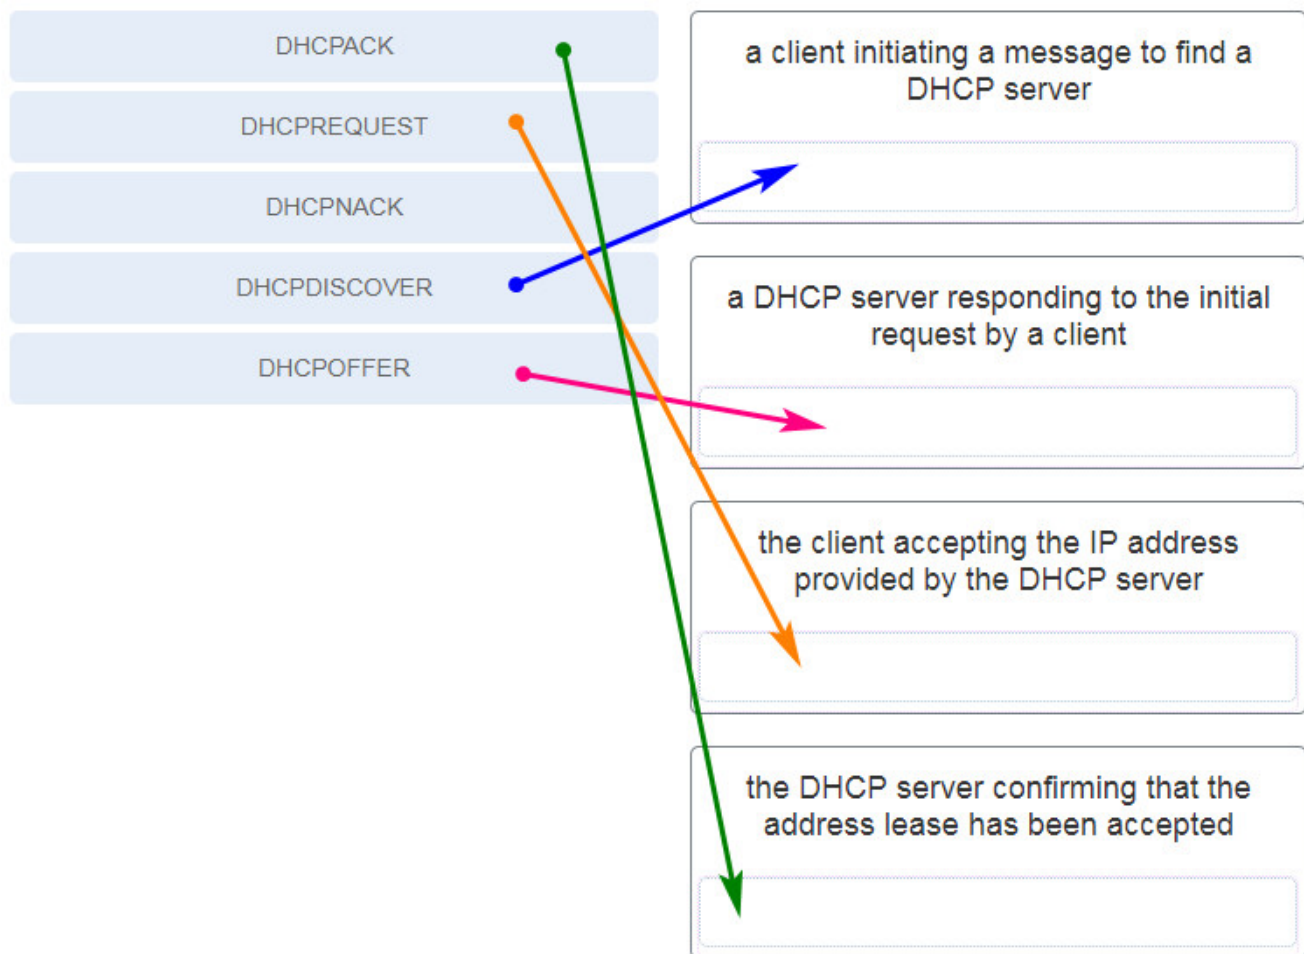 DHCPACK
DHCPREQUEST
DHCPNACK
DHCPDISCOVER
DHCPOFFER
a client initiating a message to find a
DHCP server
a DHCP server responding to the initial
request by a client
the client accepting the IP address
provided by the DHCP server
the DHCP server confirming that the
address lease has been accepted